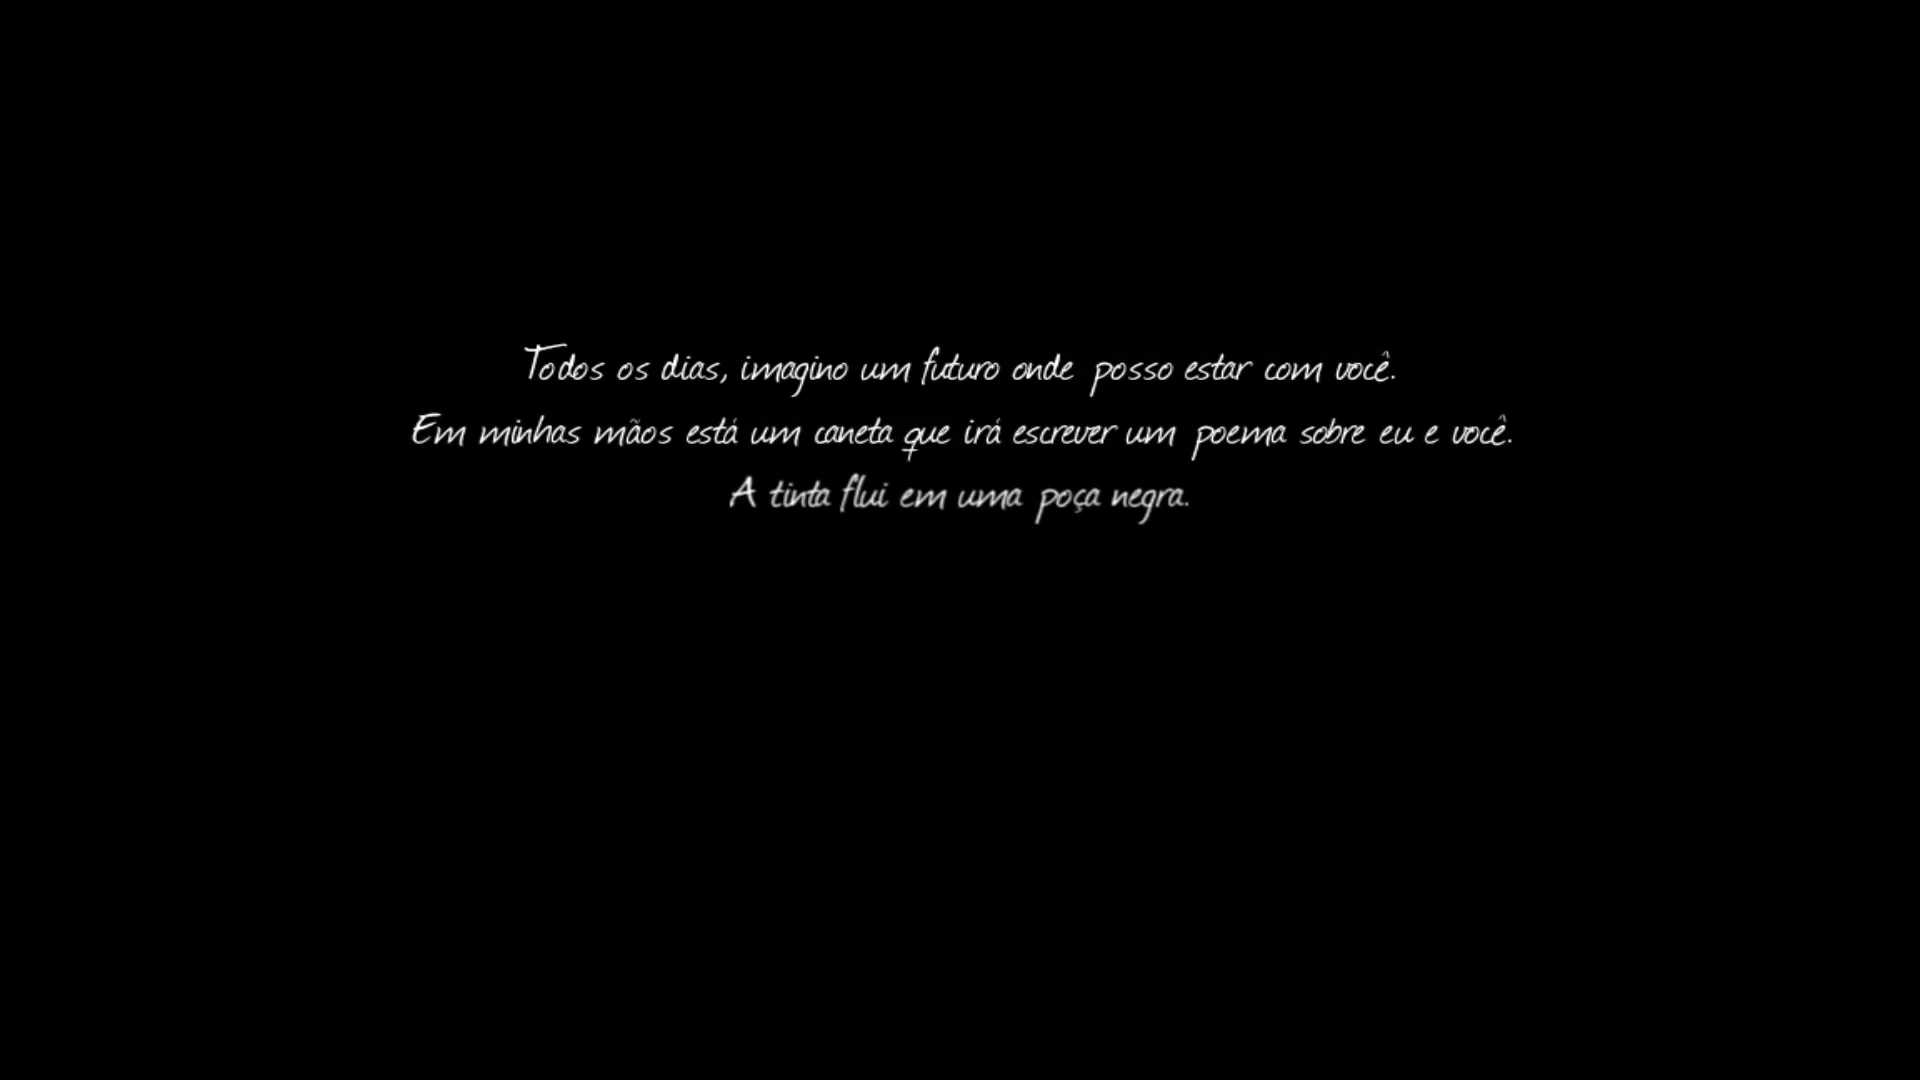 Todos os dias, imagino um futuro onde posso estar com você.
Em minhas mãos está um caneta que irá escrever um poema sobre eu e você.
A tinta flui em uma poça negra.